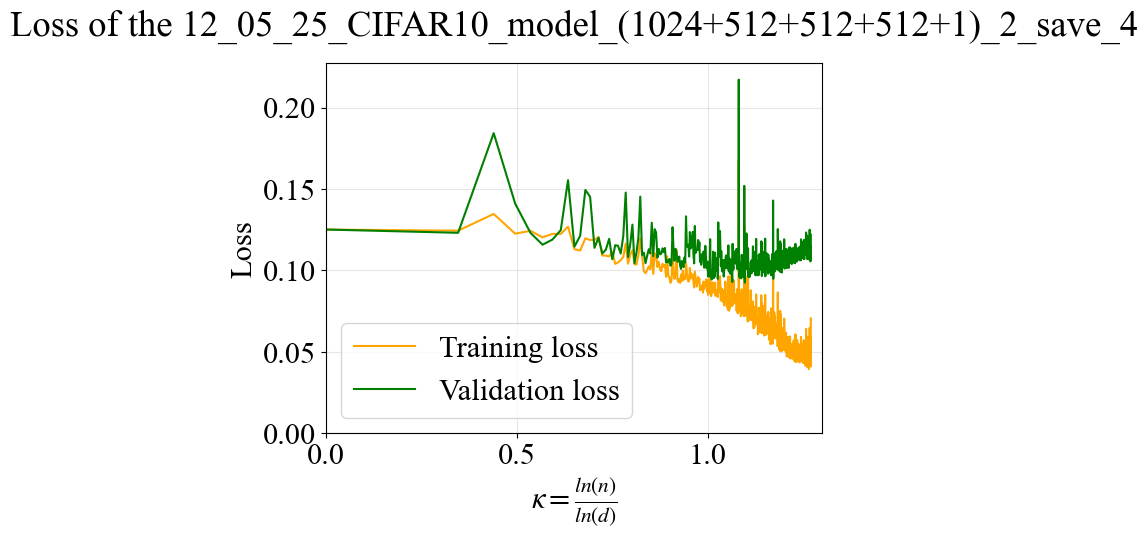 Loss of the 12_05_25_CIFAR10_model_(1024+512+512+512+1)_2_save_4
0.20
0.15
0.10
0.05
0.00
Loss
Training loss
Validation loss
0.0 0.5 1.0
κ = ln(n)/ln(d)